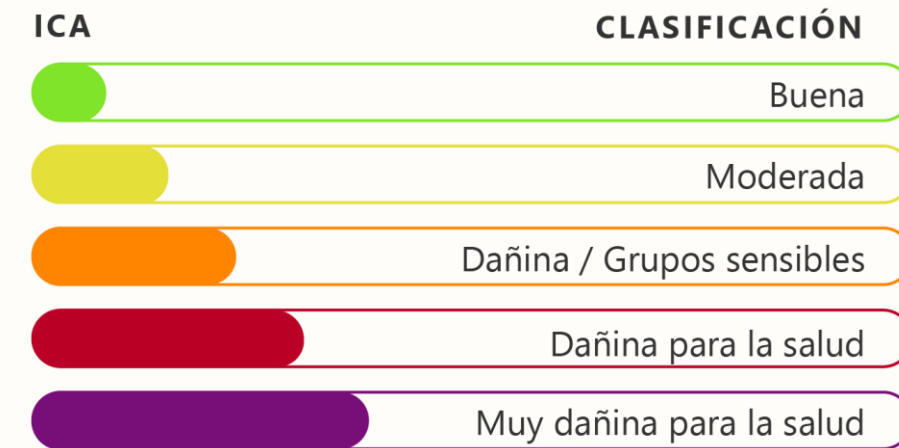 ICA CLASIFICACIÓN
Buena
Moderada
Dañina / Grupos sensibles
Dañina para la salud
Muy dañina para la salud